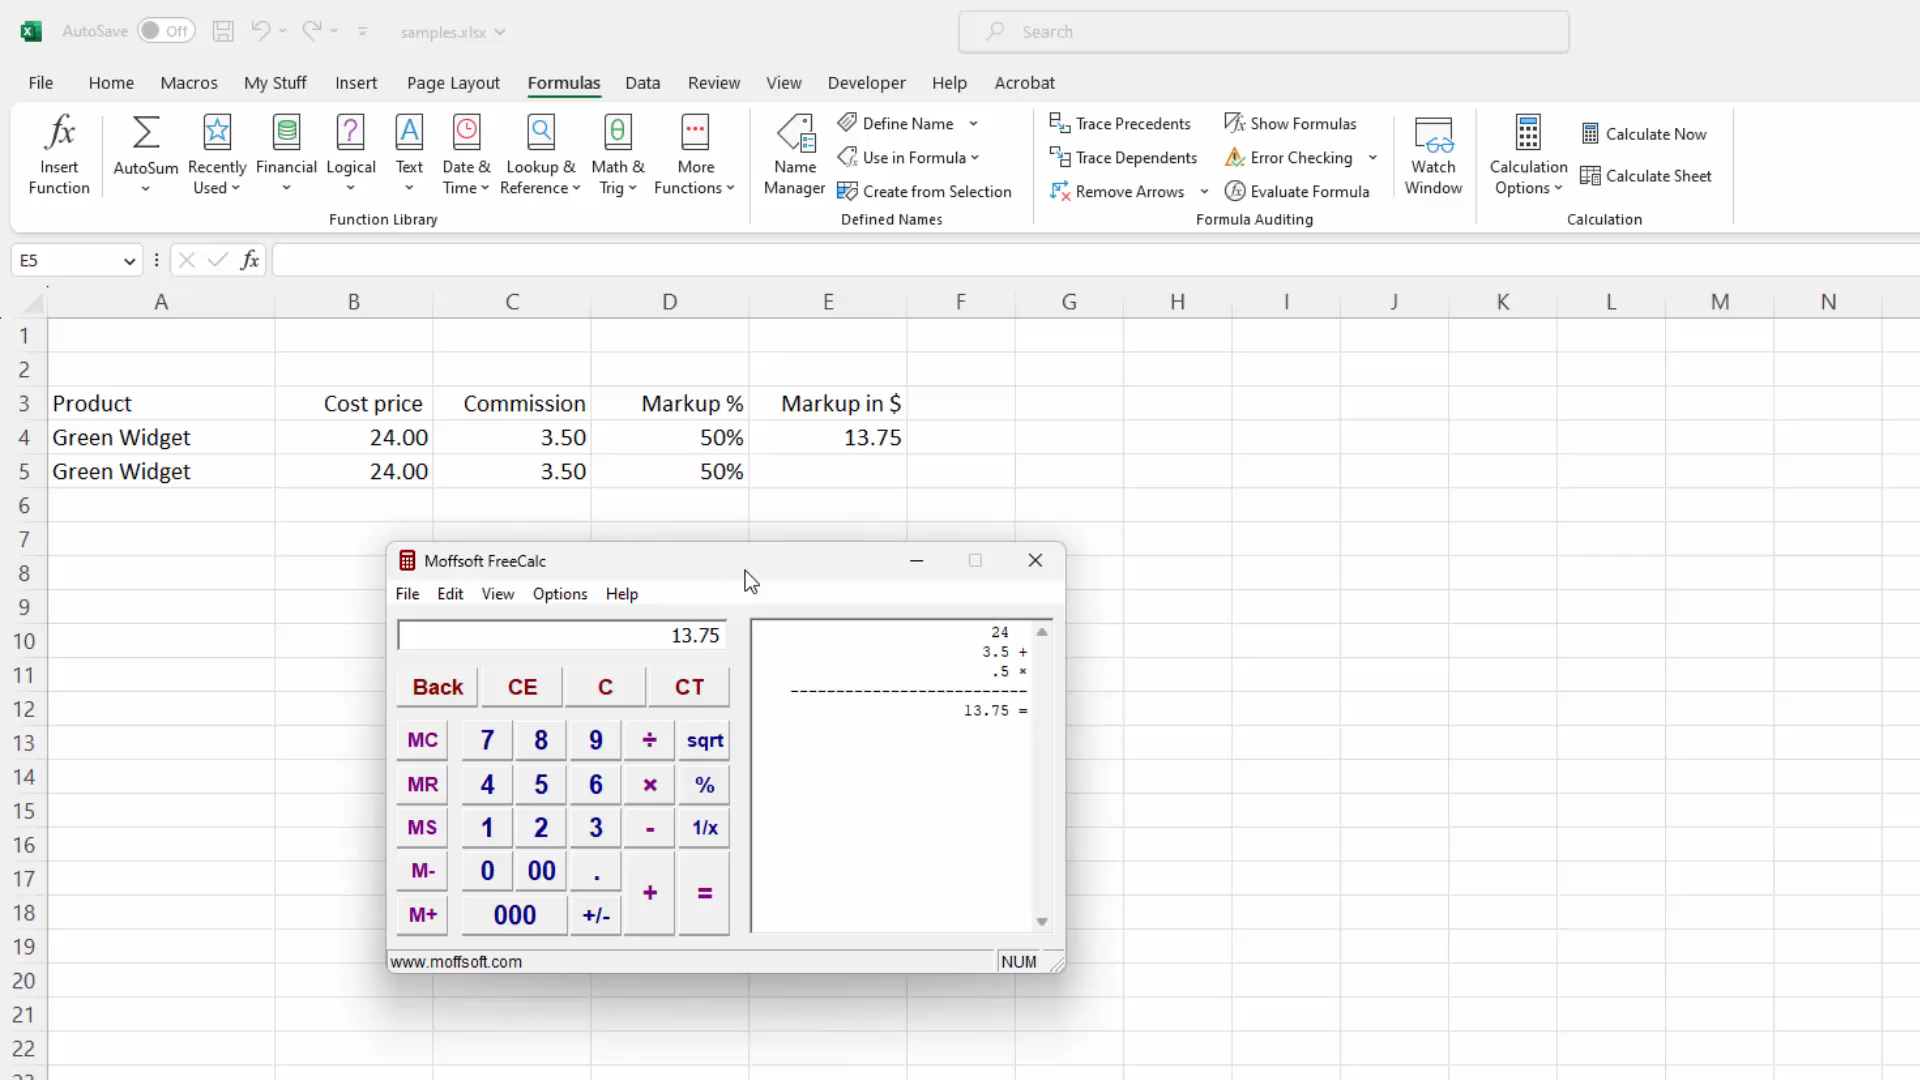 AutoSave Off samples.xlsx Search
File Home Macros My Stuff Insert Page Layout Formulas Data Review View Developer Help Acrobat
Insert Function AutoSum Recently Used Financial Logical Text Date & Time Lookup & Reference Math & Trig More Functions
Function Library
Name Manager Define Name Use in Formula Create from Selection
Defined Names
Trace Precedents Trace Dependents Remove Arrows Show Formulas Error Checking Evaluate Formula
Formula Auditing
Watch Window
Calculation Options Calculate Now Calculate Sheet
Calculation
E5 fx
A B C D E F G H I J K L M N
1
2
3 Product Cost price Commission Markup % Markup in $
4 Green Widget 24.00 3.50 50% 13.75
5 Green Widget 24.00 3.50 50%
6
7
8
9
10
11
12
13
14
15
16
17
18
19
20
21
22
Moffsoft FreeCalc
File Edit View Options Help
13.75
Back CE C CT
MC 7 8 9 ÷ sqrt
MR 4 5 6 × %
MS 1 2 3 - 1/x
M- 0 00 . + =
M+ 000 +/-
24
3.5 +
.5 ×
--------------------------
13.75 =
www.moffsoft.com NUM